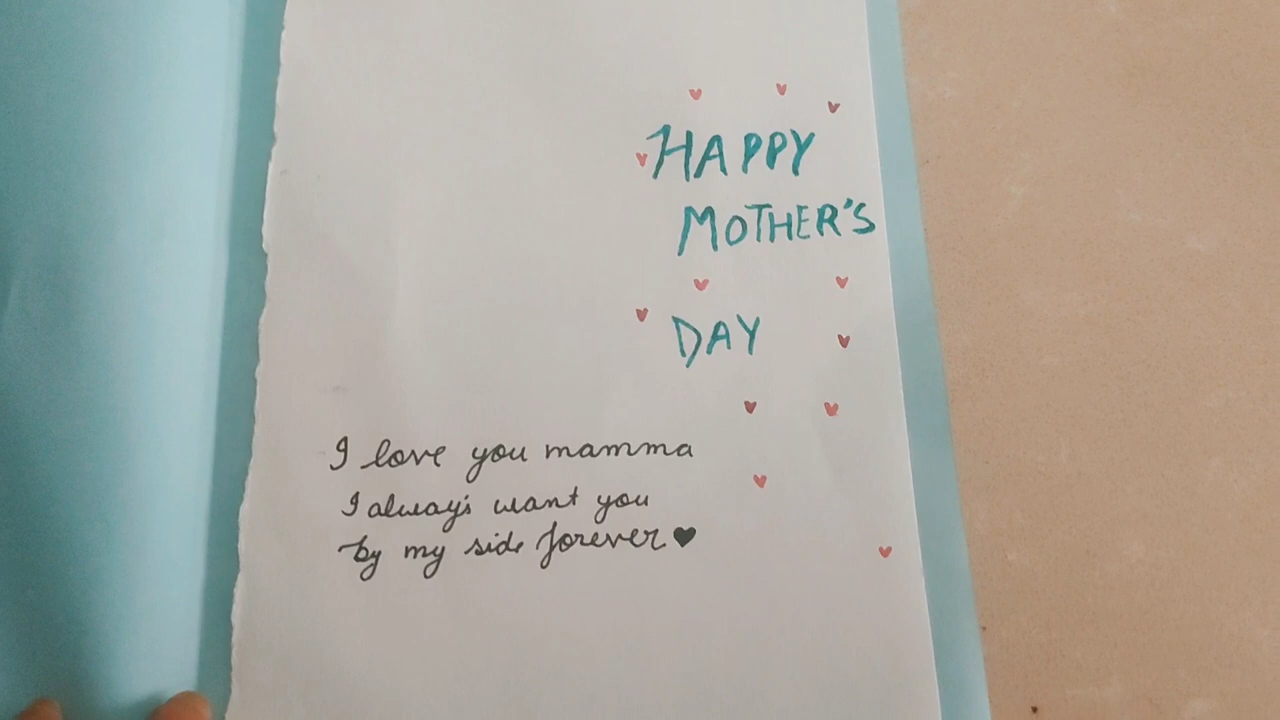 HAPPY
MOTHER'S
DAY
I love you mamma
I always want you
by my side forever♥